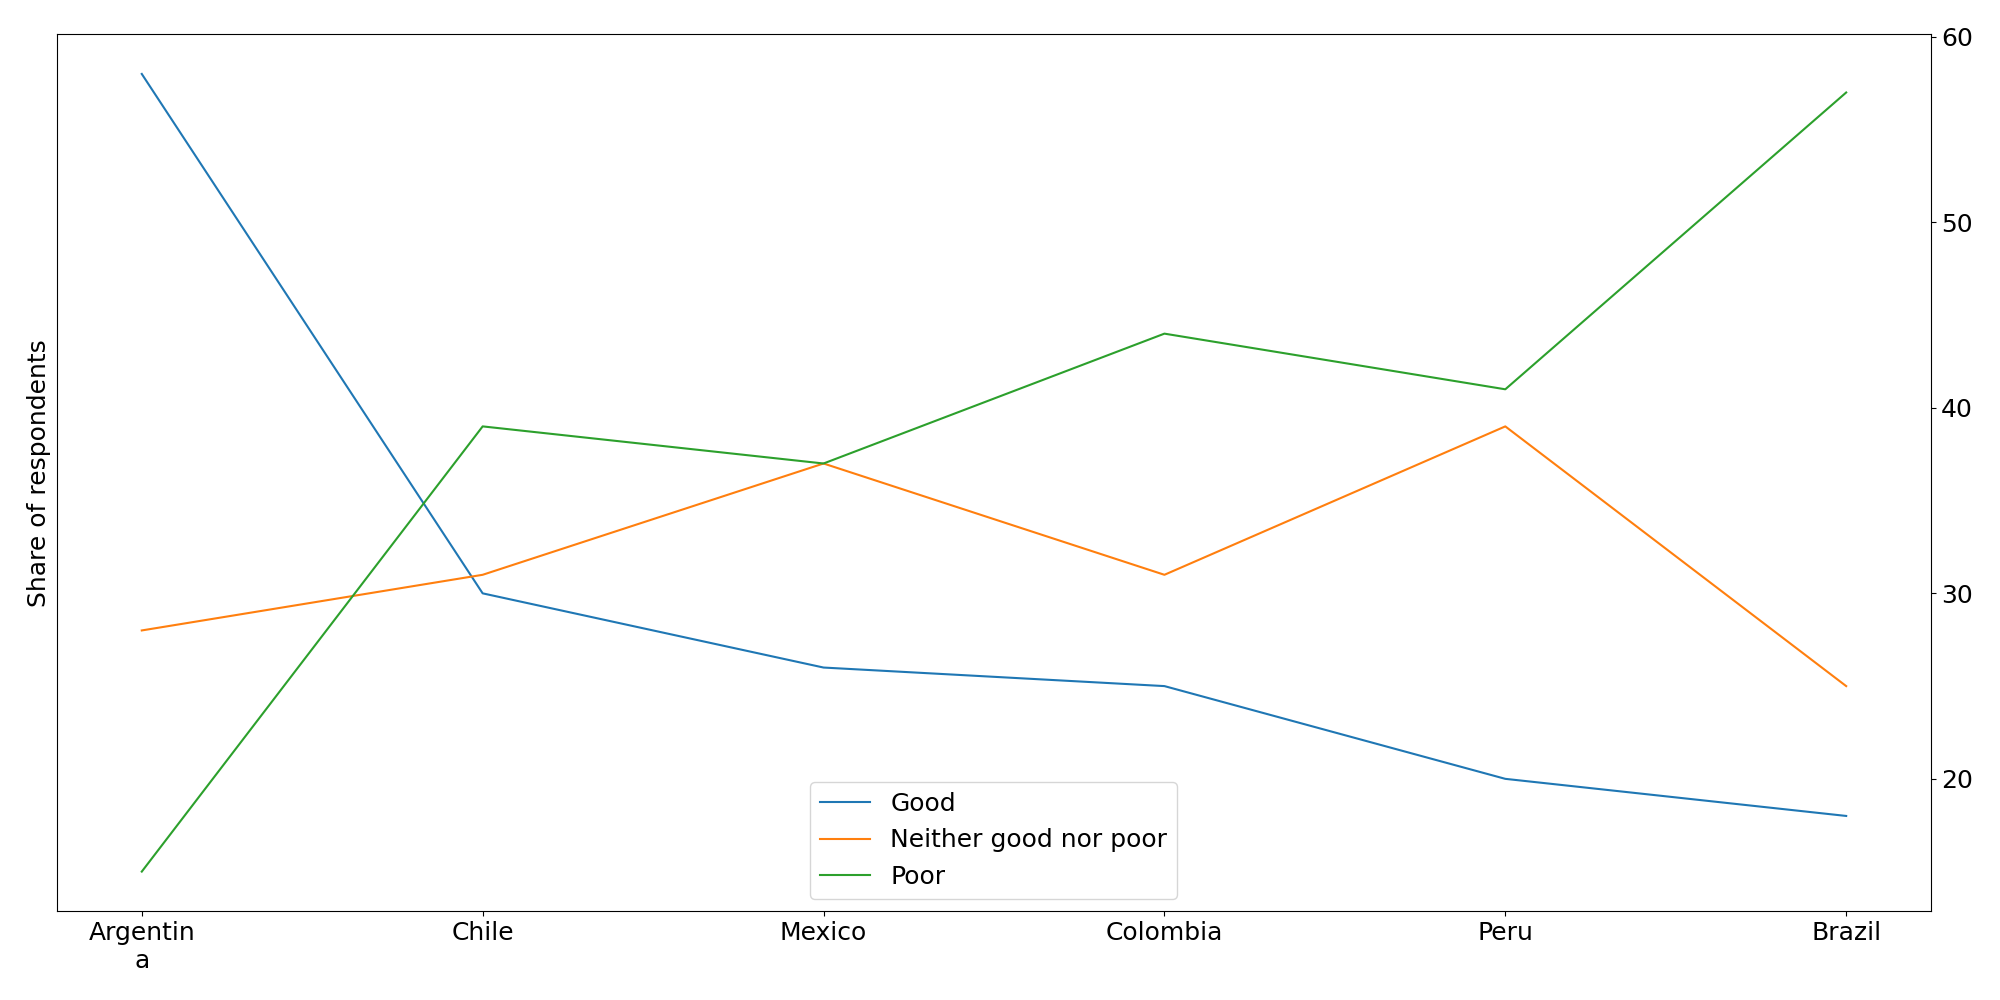 Share of respondents
60
50
40
30
20
Good
Neither good nor poor
Poor
Argentin
a
Chile
Mexico
Colombia
Peru
Brazil